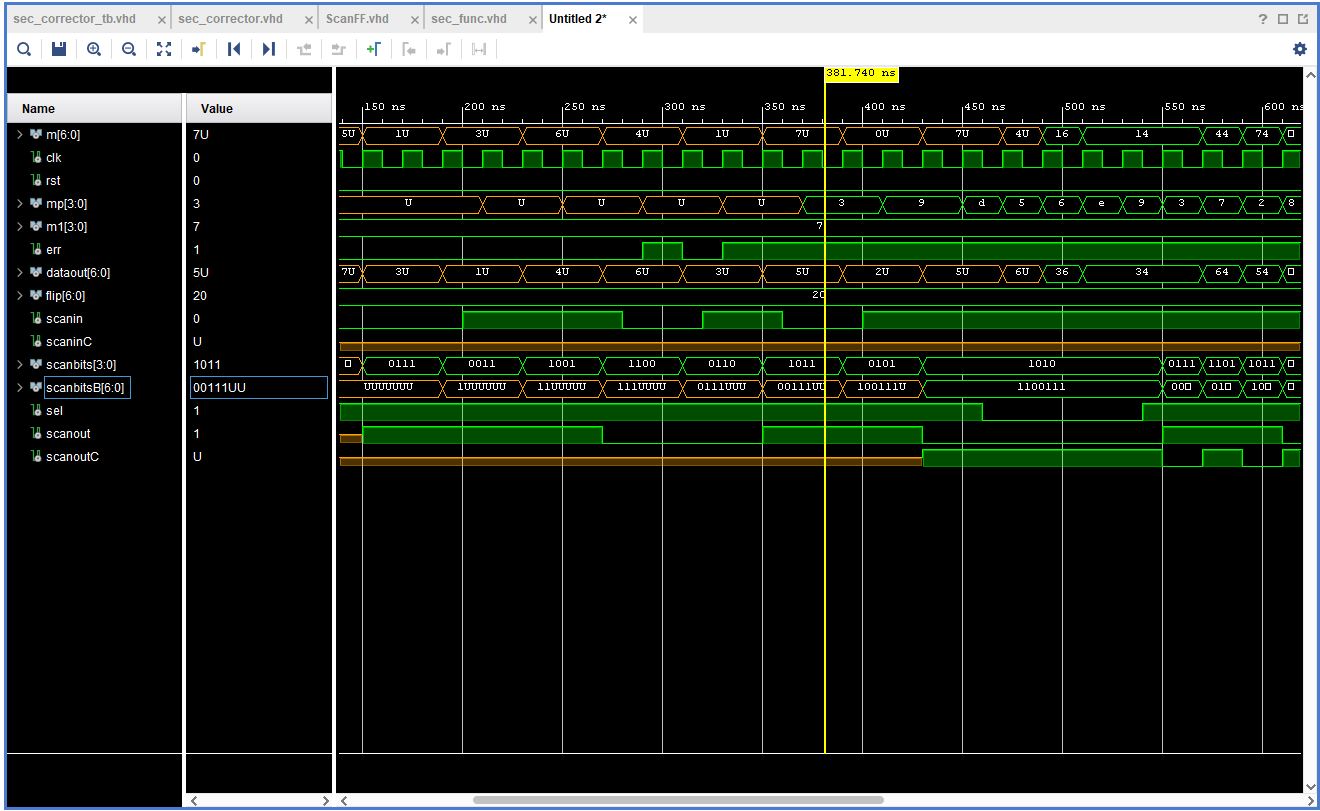 sec_corrector_tb.vhd × sec_corrector.vhd × ScanFF.vhd × sec_func.vhd × Untitled 2* × ?
381.740 ns
Name Value 150 ns 200 ns 250 ns 300 ns 350 ns 400 ns 450 ns 500 ns 550 ns 600 ns
m[6:0] 7U 5U 1U 3U 6U 4U 1U 7U 0U 7U 4U 16 14 44 74
clk 0
rst 0
mp[3:0] 3 U U U U U 3 9 d 5 6 e 9 3 7 2 8
m1[3:0] 7 7
err 1
dataout[6:0] 5U 7U 3U 1U 4U 6U 3U 5U 2U 5U 6U 36 34 64 54
flip[6:0] 20 20
scanin 0
scaninC U
scanbits[3:0] 1011 0111 0011 1001 1100 0110 1011 0101 1010 0111 1101 1011
scanbitsB[6:0] 00111UU UUUUUUU 1UUUUUU 11UUUUU 111UUUU 0111UUU 00111UU 100111U 1100111 00 01 10
sel 1
scanout 1
scanoutC U